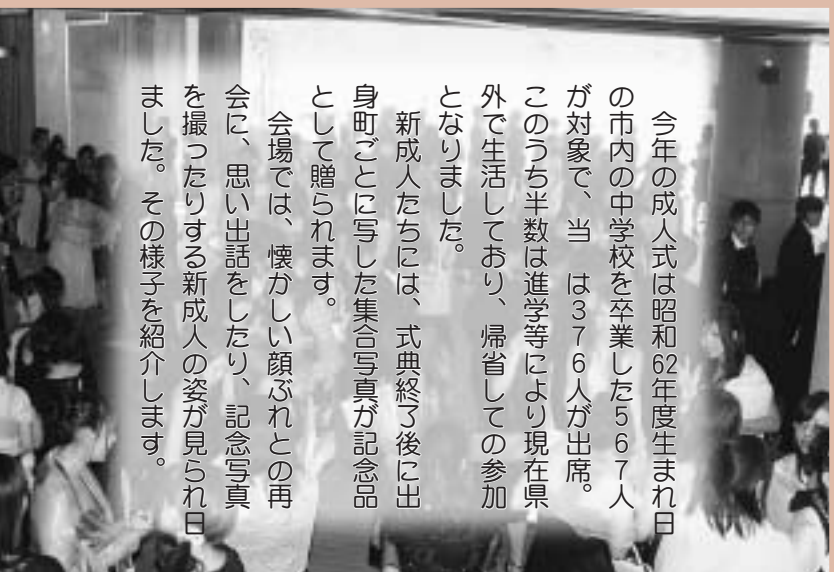 今年の成人式は昭和62年度生まれ日
の市内の中学校を卒業した567人
が対象で、当　は376人が出席。
このうち半数は進学等により現在県
外で生活しており、帰省しての参加
となりました。
新成人たちには、式典終了後に出
身町ごとに写した集合写真が記念品
として贈られます。
会場では、懐かしい顔ぶれとの再
会に、思い出話をしたり、記念写真
を撮ったりする新成人の姿が見られ日
ました。その様子を紹介します。